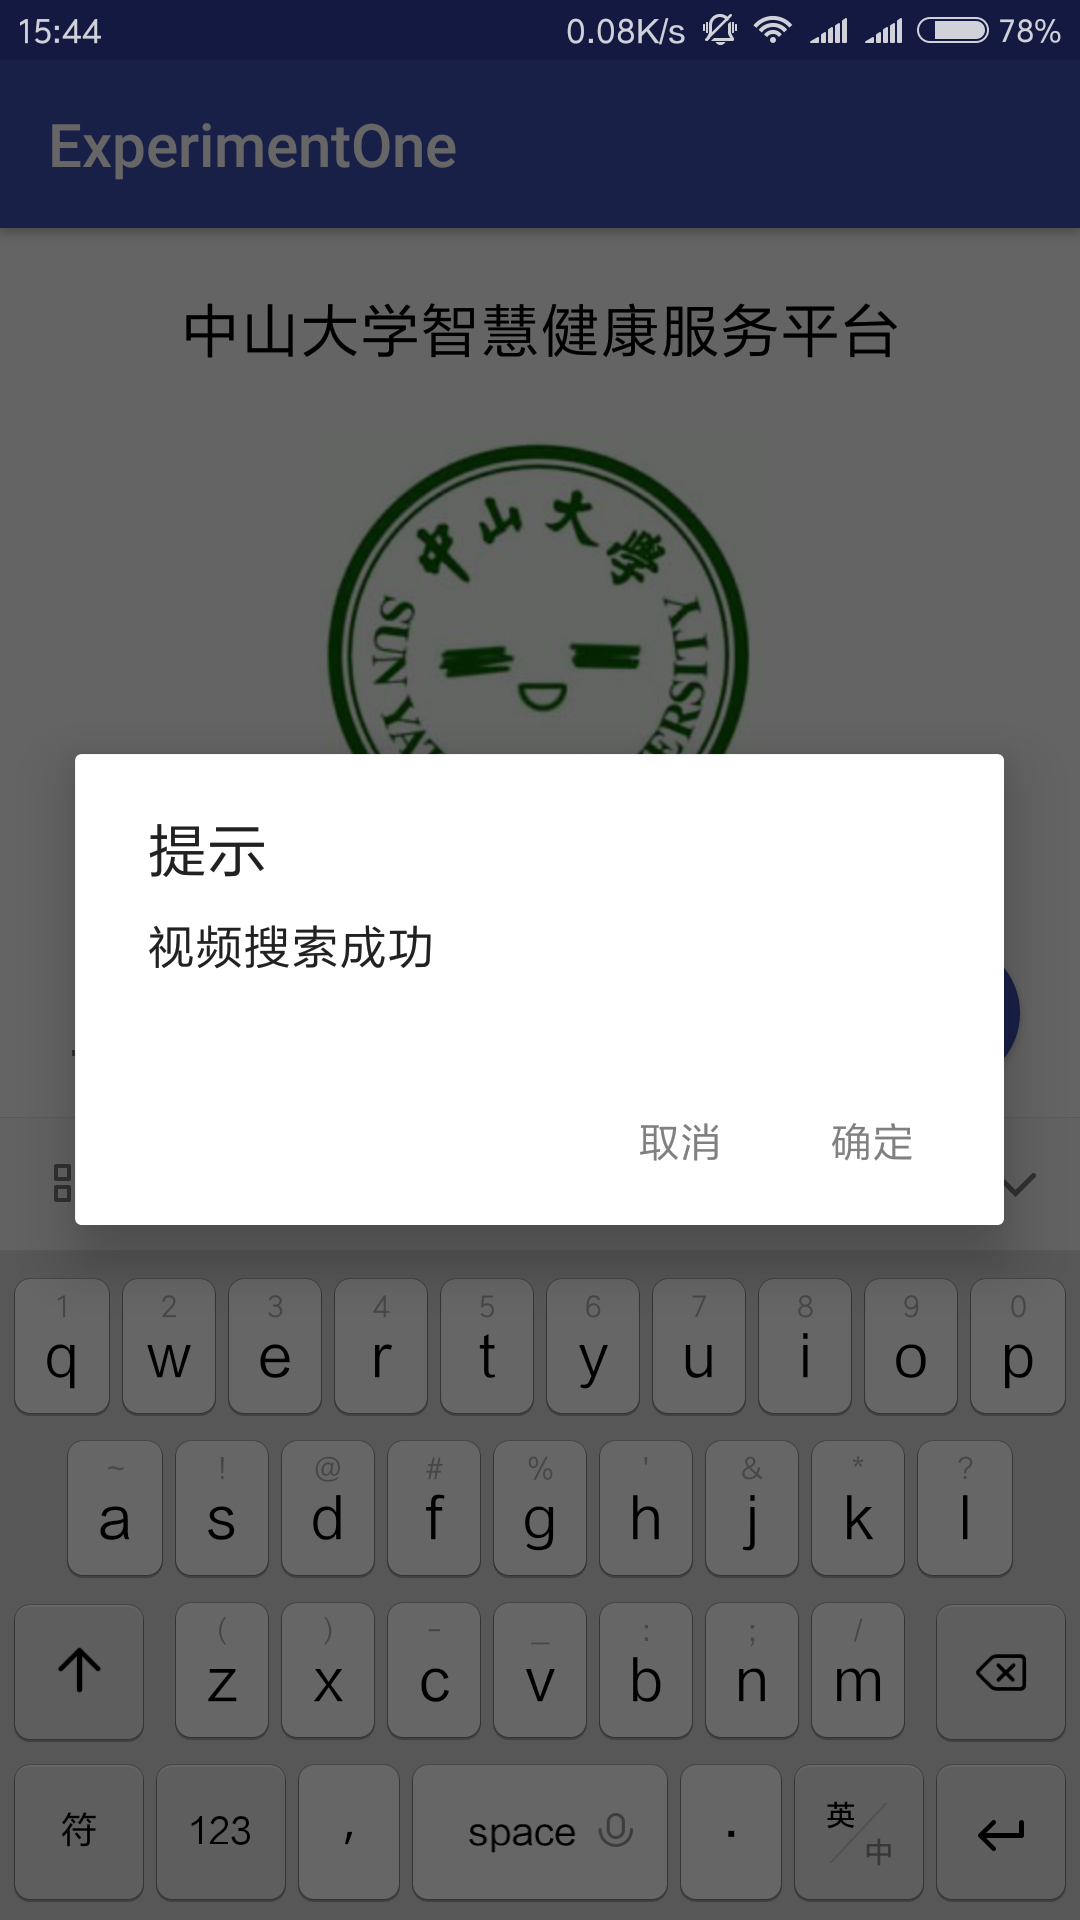 15:44 0.08K/s 78%
ExperimentOne
中山大学智慧健康服务平台
中山大學
SUN YAT ERSITY
提示
视频搜索成功
取消 确定
1 2 3 4 5 6 7 8 9 0
q w e r t y u i o p
~ ! @ # % ' & * ?
a s d f g h j k l
( ) - _ : ; /
z x c v b n m
符 123 , space . 英 中